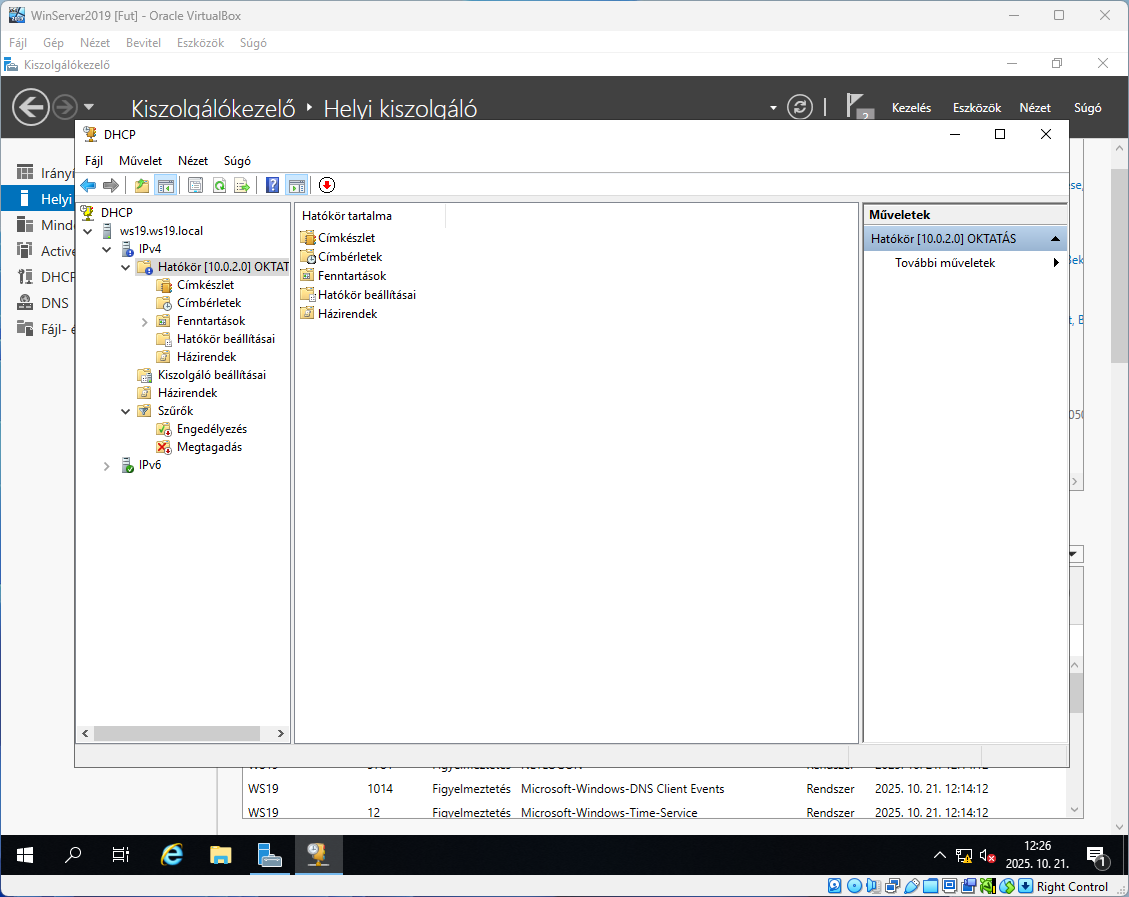 WinServer2019 [Fut] - Oracle VirtualBox
Fájl Gép Nézet Bevitel Eszközök Súgó
Kiszolgálókezelő
Kiszolgálókezelő Helyi kiszolgáló
Kezelés Eszközök Nézet Súgó
DHCP
Fájl Művelet Nézet Súgó
Helyi
Active
DNS
Fájl-
DHCP
ws19.ws19.local
IPv4
Hatókör [10.0.2.0] OKTAT
Címkészlet
Címbérletek
Fenntartások
Hatókör beállításai
Házirendek
Kiszolgáló beállításai
Házirendek
Szűrők
Engedélyezés
Megtagadás
IPv6
Hatókör tartalma
Címkészlet
Címbérletek
Fenntartások
Hatókör beállításai
Házirendek
Műveletek
Hatókör [10.0.2.0] OKTATÁS
További műveletek
WS19 1014 Figyelmeztetés Microsoft-Windows-DNS Client Events Rendszer 2025. 10. 21. 12:14:12
WS19 12 Figyelmeztetés Microsoft-Windows-Time-Service Rendszer 2025. 10. 21. 12:14:12
12:26
2025. 10. 21.
1
Right Control